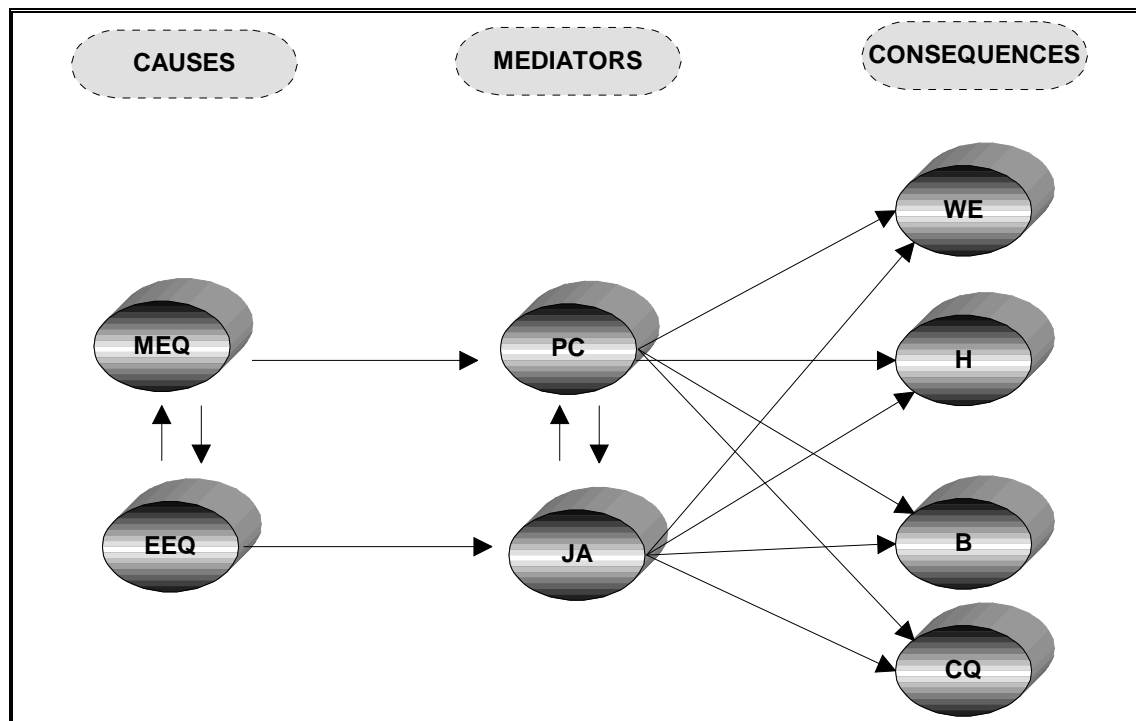 CAUSES
MEDIATORS
CONSEQUENCES
WE
MEQ
PC
H
EEQ
JA
B
CQ